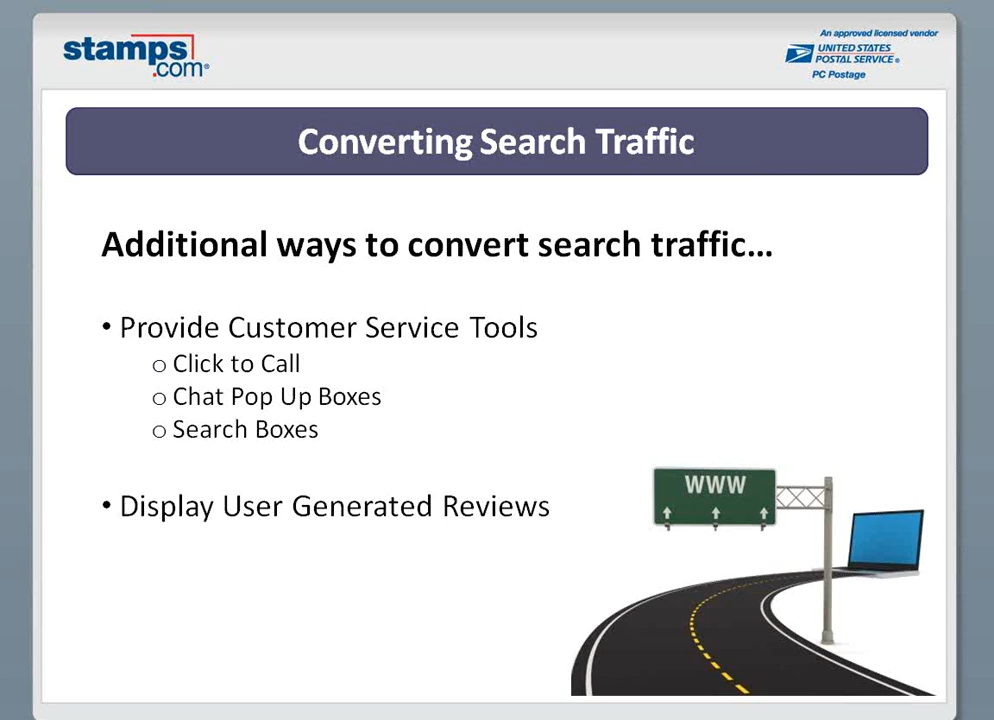 stamps
.com®
An approved licensed vendor
UNITED STATES
POSTAL SERVICE®
PC Postage
Converting Search Traffic
Additional ways to convert search traffic...
• Provide Customer Service Tools
o Click to Call
o Chat Pop Up Boxes
o Search Boxes
• Display User Generated Reviews
WWW